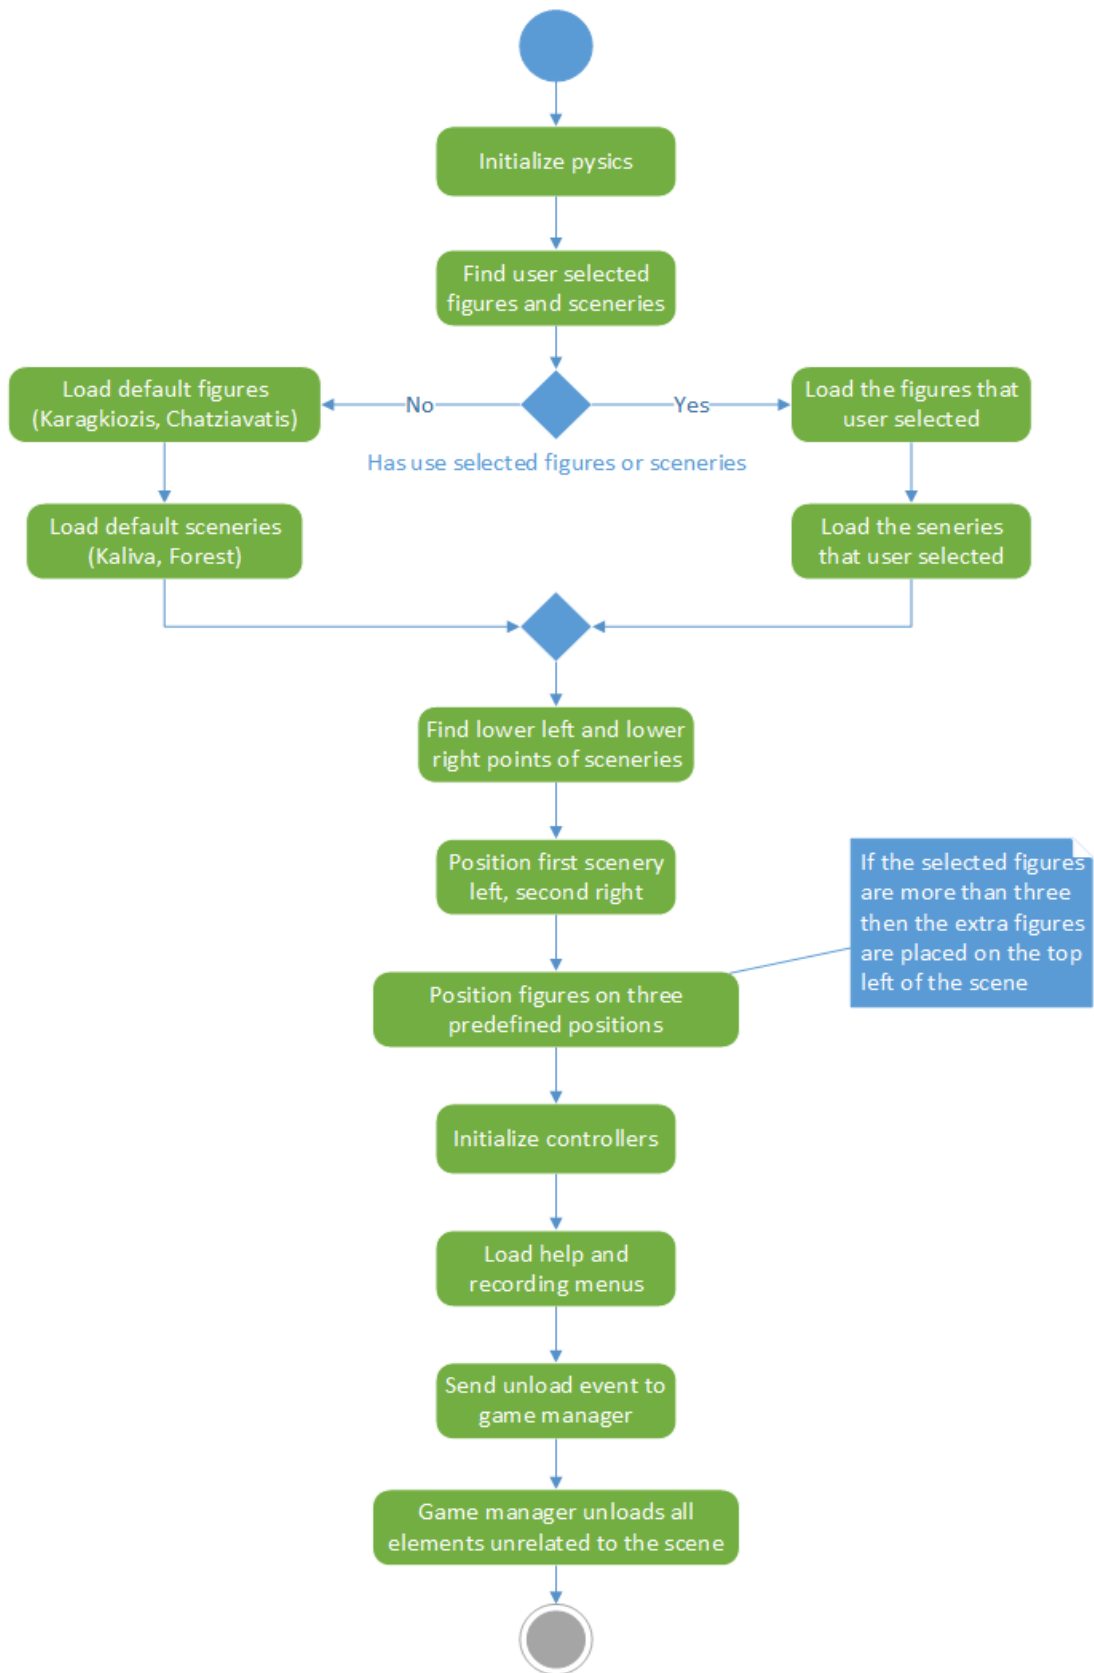 Initialize pysics
Find user selected
figures and sceneries
Load default figures
(Karagkiozis, Chatziavatis)
No
Yes
Load the figures that
user selected
Has use selected figures or sceneries
Load default sceneries
(Kaliva, Forest)
Load the seneries
that user selected
Find lower left and lower
right points of sceneries
Position first scenery
left, second right
If the selected figures
are more than three
then the extra figures
are placed on the top
left of the scene
Position figures on three
predefined positions
Initialize controllers
Load help and
recording menus
Send unload event to
game manager
Game manager unloads all
elements unrelated to the scene